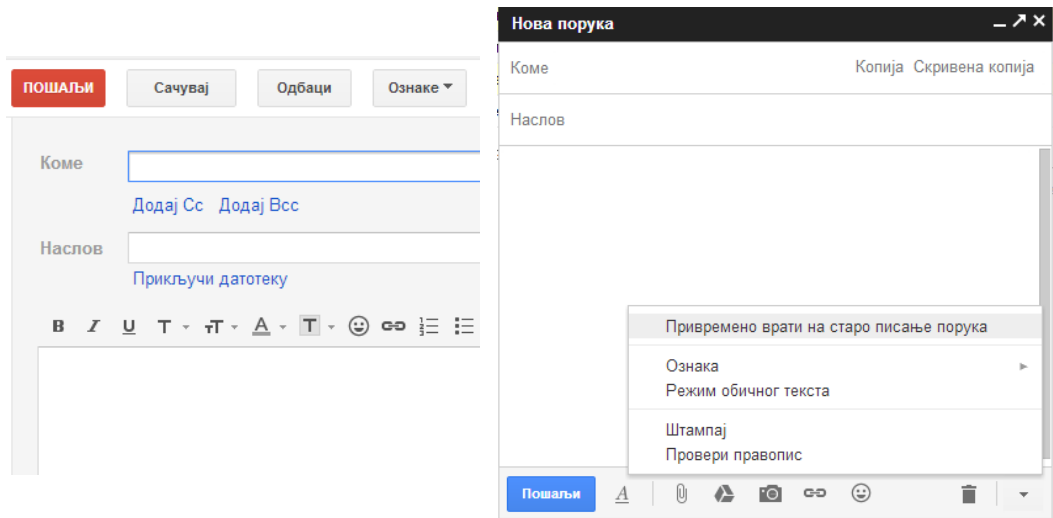 ПОШАЉИ Сачувај Одбаци Ознаке
Коме
Додај Cc Додај Bcc
Наслов
Прикључи датотеку
B I U T тT A T
Нова порука
Коме Копија Скривена копија
Наслов
Привремено врати на старо писање порука
Ознака
Режим обичног текста
Штампај
Провери правопис
Пошаљи A